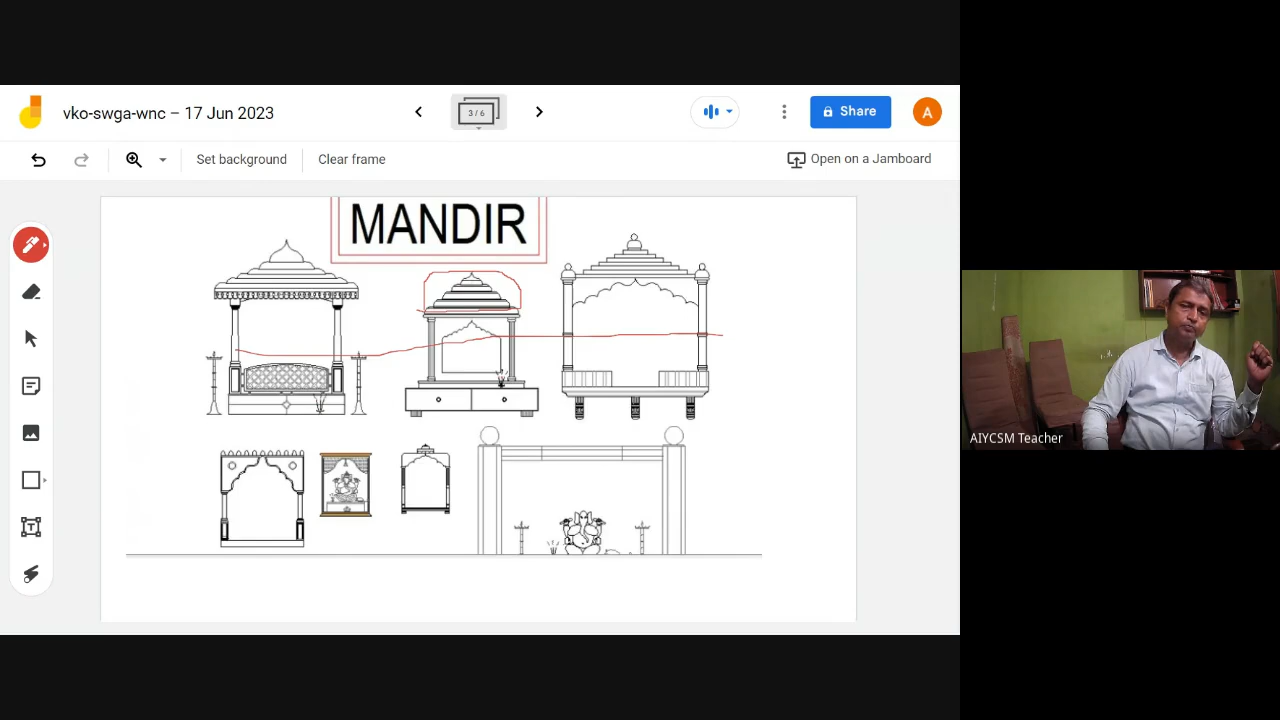 vko-swga-wnc – 17 Jun 2023
3 / 6
Share
A
Set background
Clear frame
Open on a Jamboard
MANDIR
AIYCSM Teacher